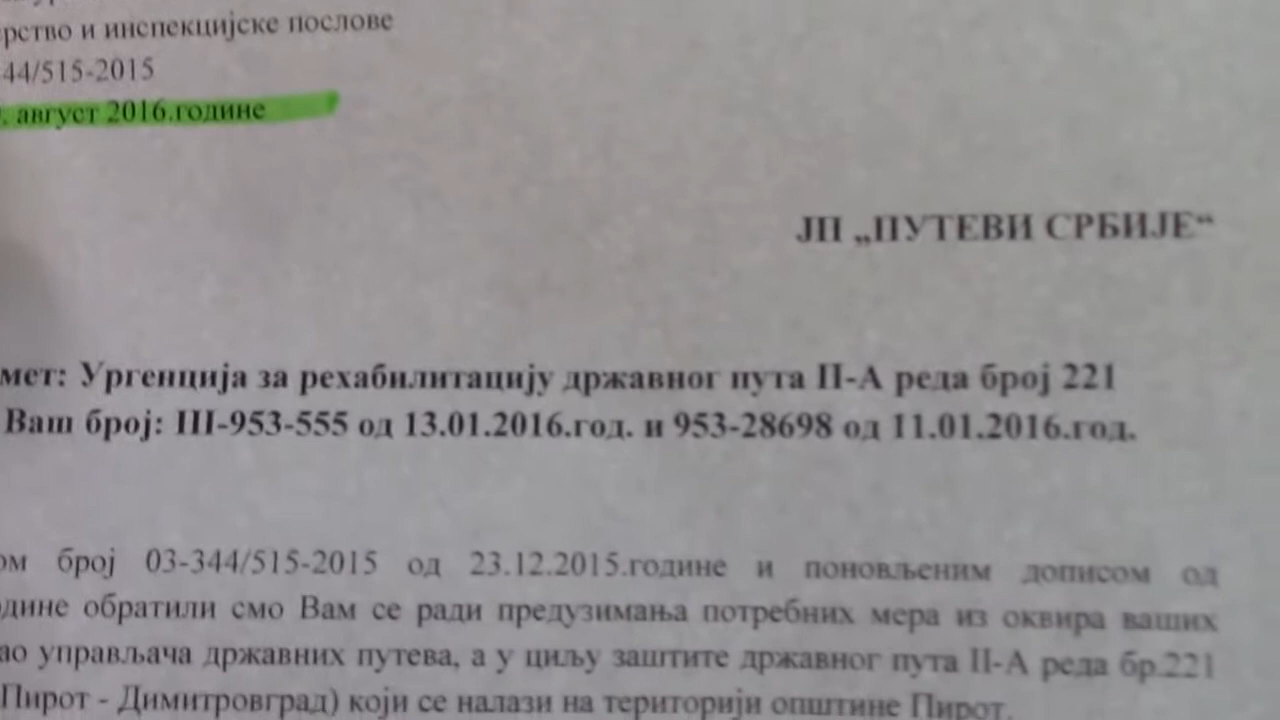 рство и инспекцијске послове
44/515-2015
август 2016.године
ЈП „ПУТЕВИ СРБИЈЕ“
мет: Ургенција за рехабилитацију државног пута II-А реда број 221
Ваш број: III-953-555 од 13.01.2016.год. и 953-28698 од 11.01.2016.год.
ом број 03-344/515-2015 од 23.12.2015.године и поновљеним дописом од
дине обратили смо Вам се ради предузимања потребних мера из оквира ваших
ао управљача државних путева, а у циљу заштите државног пута II-А реда бр.221
Пирот - Димитровград) који се налази на територији општине Пирот.